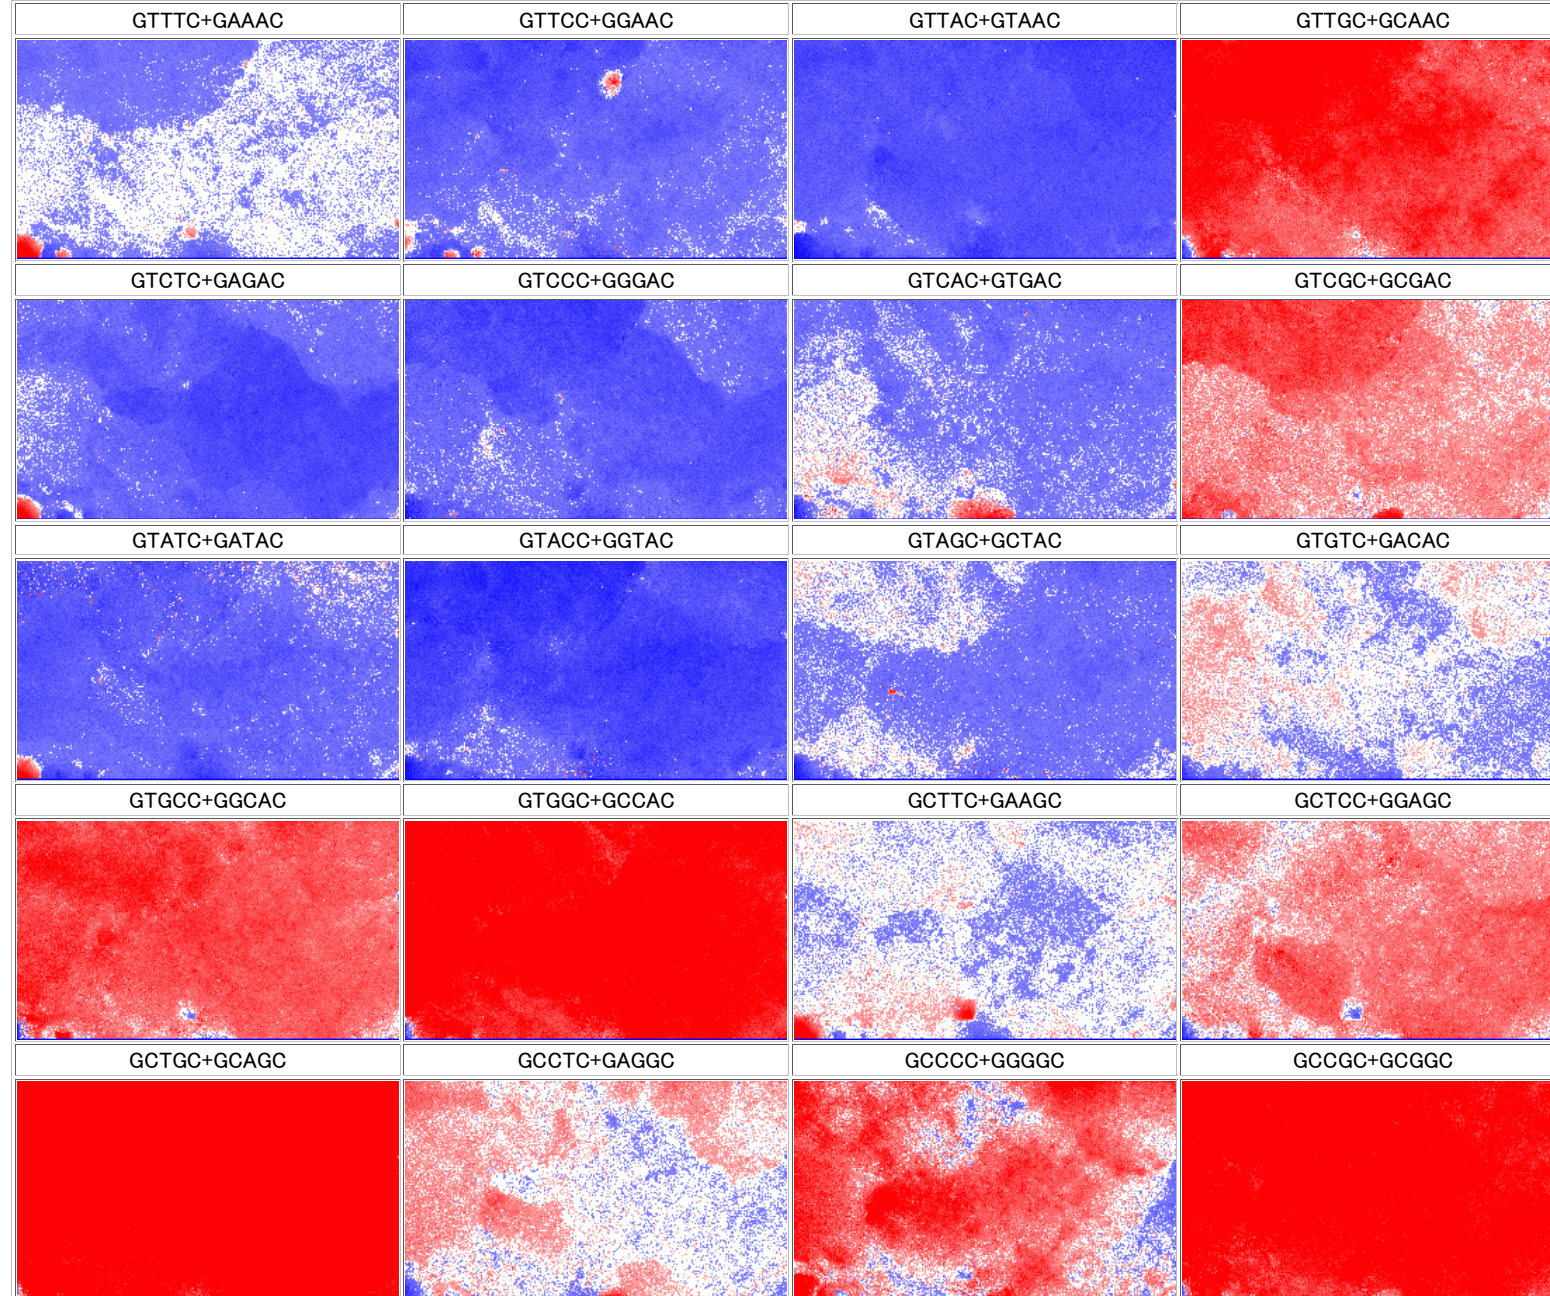 GTTTC+GAAAC GTTCC+GGAAC GTTAC+GTAAC GTTGC+GCAAC
GTCTC+GAGAC GTCCC+GGGAC GTCAC+GTGAC GTCGC+GCGAC
GTATC+GATAC GTACC+GGTAC GTAGC+GCTAC GTGTC+GACAC
GTGCC+GGCAC GTGGC+GCCAC GCTTC+GAAGC GCTCC+GGAGC
GCTGC+GCAGC GCCTC+GAGGC GCCCC+GGGGC GCCGC+GCGGC